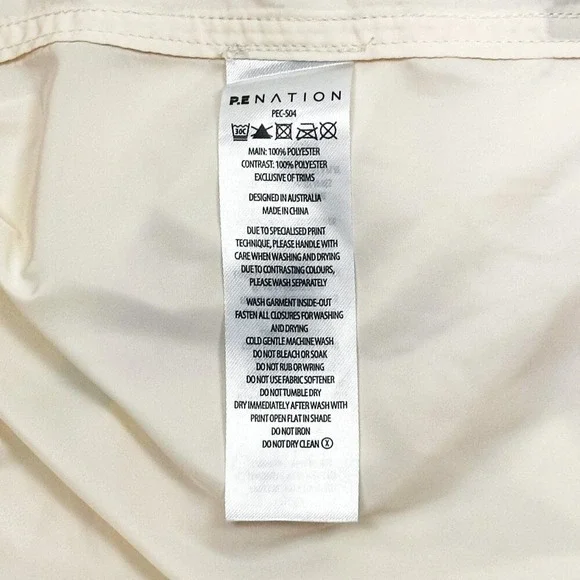 P.E NATION
PEC-504
30C
MAIN: 100% POLYESTER
CONTRAST: 100% POLYESTER
EXCLUSIVE OF TRIMS
DESIGNED IN AUSTRALIA
MADE IN CHINA
DUE TO SPECIALISED PRINT
TECHNIQUE, PLEASE HANDLE WITH
CARE WHEN WASHING AND DRYING
DUE TO CONTRASTING COLOURS,
PLEASE WASH SEPARATELY
WASH GARMENT INSIDE-OUT
FASTEN ALL CLOSURES FOR WASHING
AND DRYING
COLD GENTLE MACHINE WASH
DO NOT BLEACH OR SOAK
DO NOT RUB OR WRING
DO NOT USE FABRIC SOFTENER
DO NOT TUMBLE DRY
DRY IMMEDIATELY AFTER WASH WITH
PRINT OPEN FLAT IN SHADE
DO NOT IRON
DO NOT DRY CLEAN Ⓧ